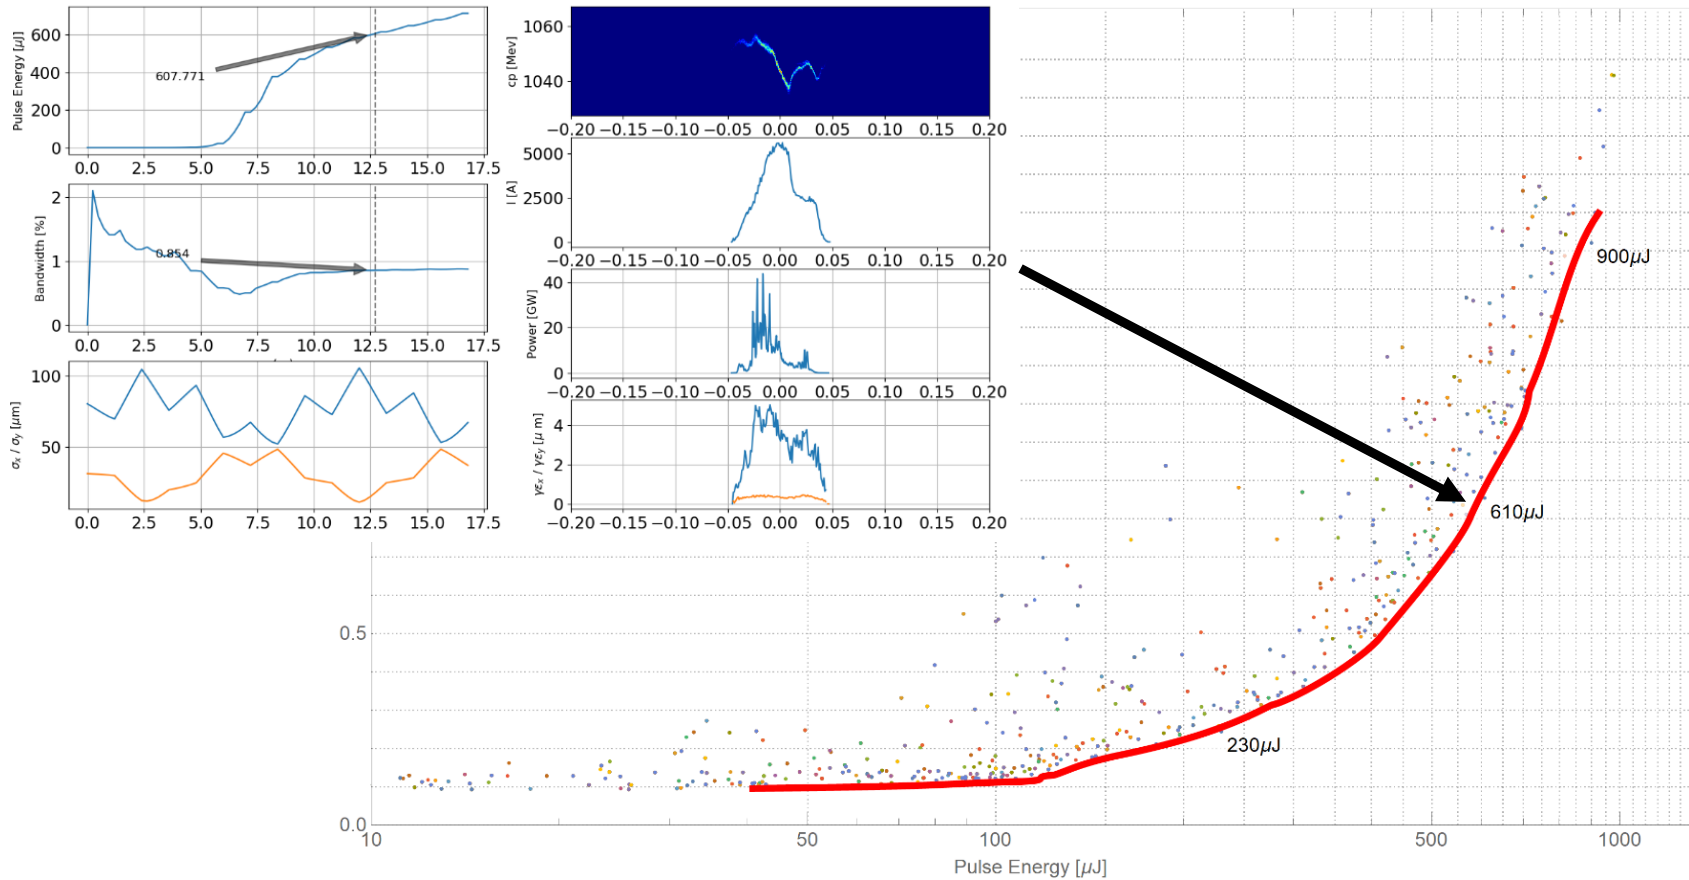 Pulse Energy [μJ]
600
400
200
0
607.771
0.0 2.5 5.0 7.5 10.0 12.5 15.0 17.5
Bandwidth [%]
2
1
0
0.854
0.0 2.5 5.0 7.5 10.0 12.5 15.0 17.5
σx / σy [μm]
100
50
0.0 2.5 5.0 7.5 10.0 12.5 15.0 17.5
cp [Mev]
1060
1040
−0.20 −0.15 −0.10 −0.05 0.00 0.05 0.10 0.15 0.20
I [A]
5000
2500
0
−0.20 −0.15 −0.10 −0.05 0.00 0.05 0.10 0.15 0.20
Power [GW]
40
20
0
−0.20 −0.15 −0.10 −0.05 0.00 0.05 0.10 0.15 0.20
γεx / γεy [μ m]
4
2
0
−0.20 −0.15 −0.10 −0.05 0.00 0.05 0.10 0.15 0.20
900μJ
610μJ
230μJ
0.5
0.0
10 50 100 500 1000
Pulse Energy [μJ]